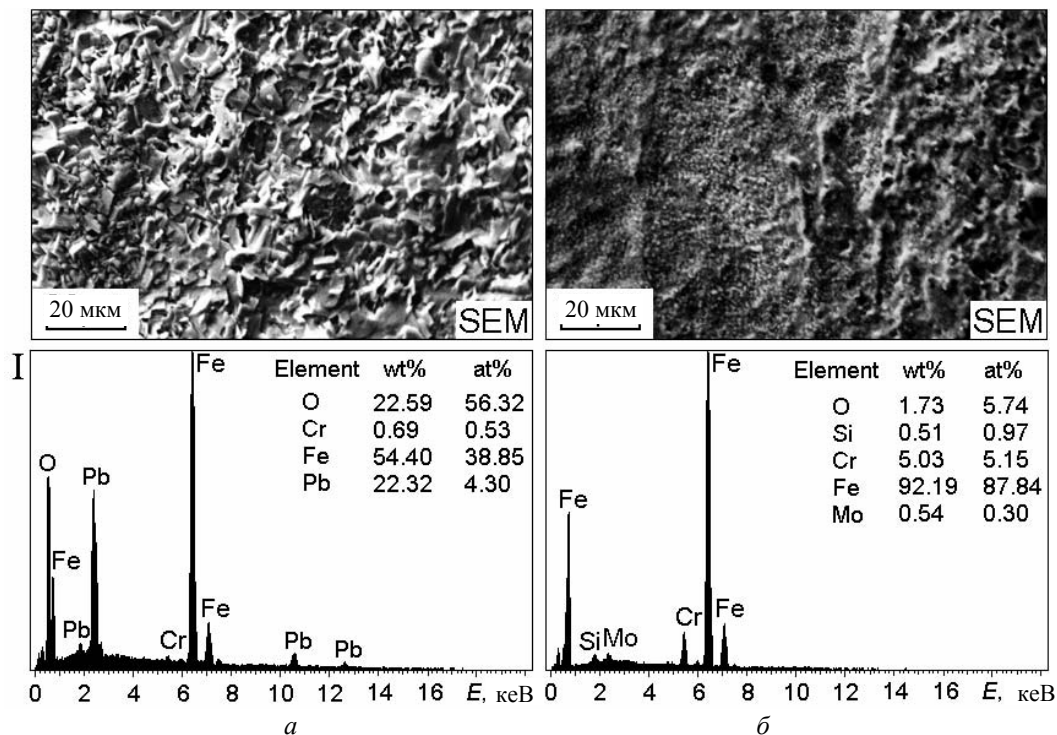 20 мкм
SEM
20 мкм
SEM
I
Element wt% at%
O 22.59 56.32
Cr 0.69 0.53
Fe 54.40 38.85
Pb 22.32 4.30
Fe
O
Pb
Fe
Fe
Pb
Cr
Pb
Pb
0 2 4 6 8 10 12 14 16 E, кеВ
а
Element wt% at%
O 1.73 5.74
Si 0.51 0.97
Cr 5.03 5.15
Fe 92.19 87.84
Mo 0.54 0.30
Fe
Fe
Cr
Fe
Si
Mo
0 2 4 6 8 10 12 14 16 E, кеВ
б